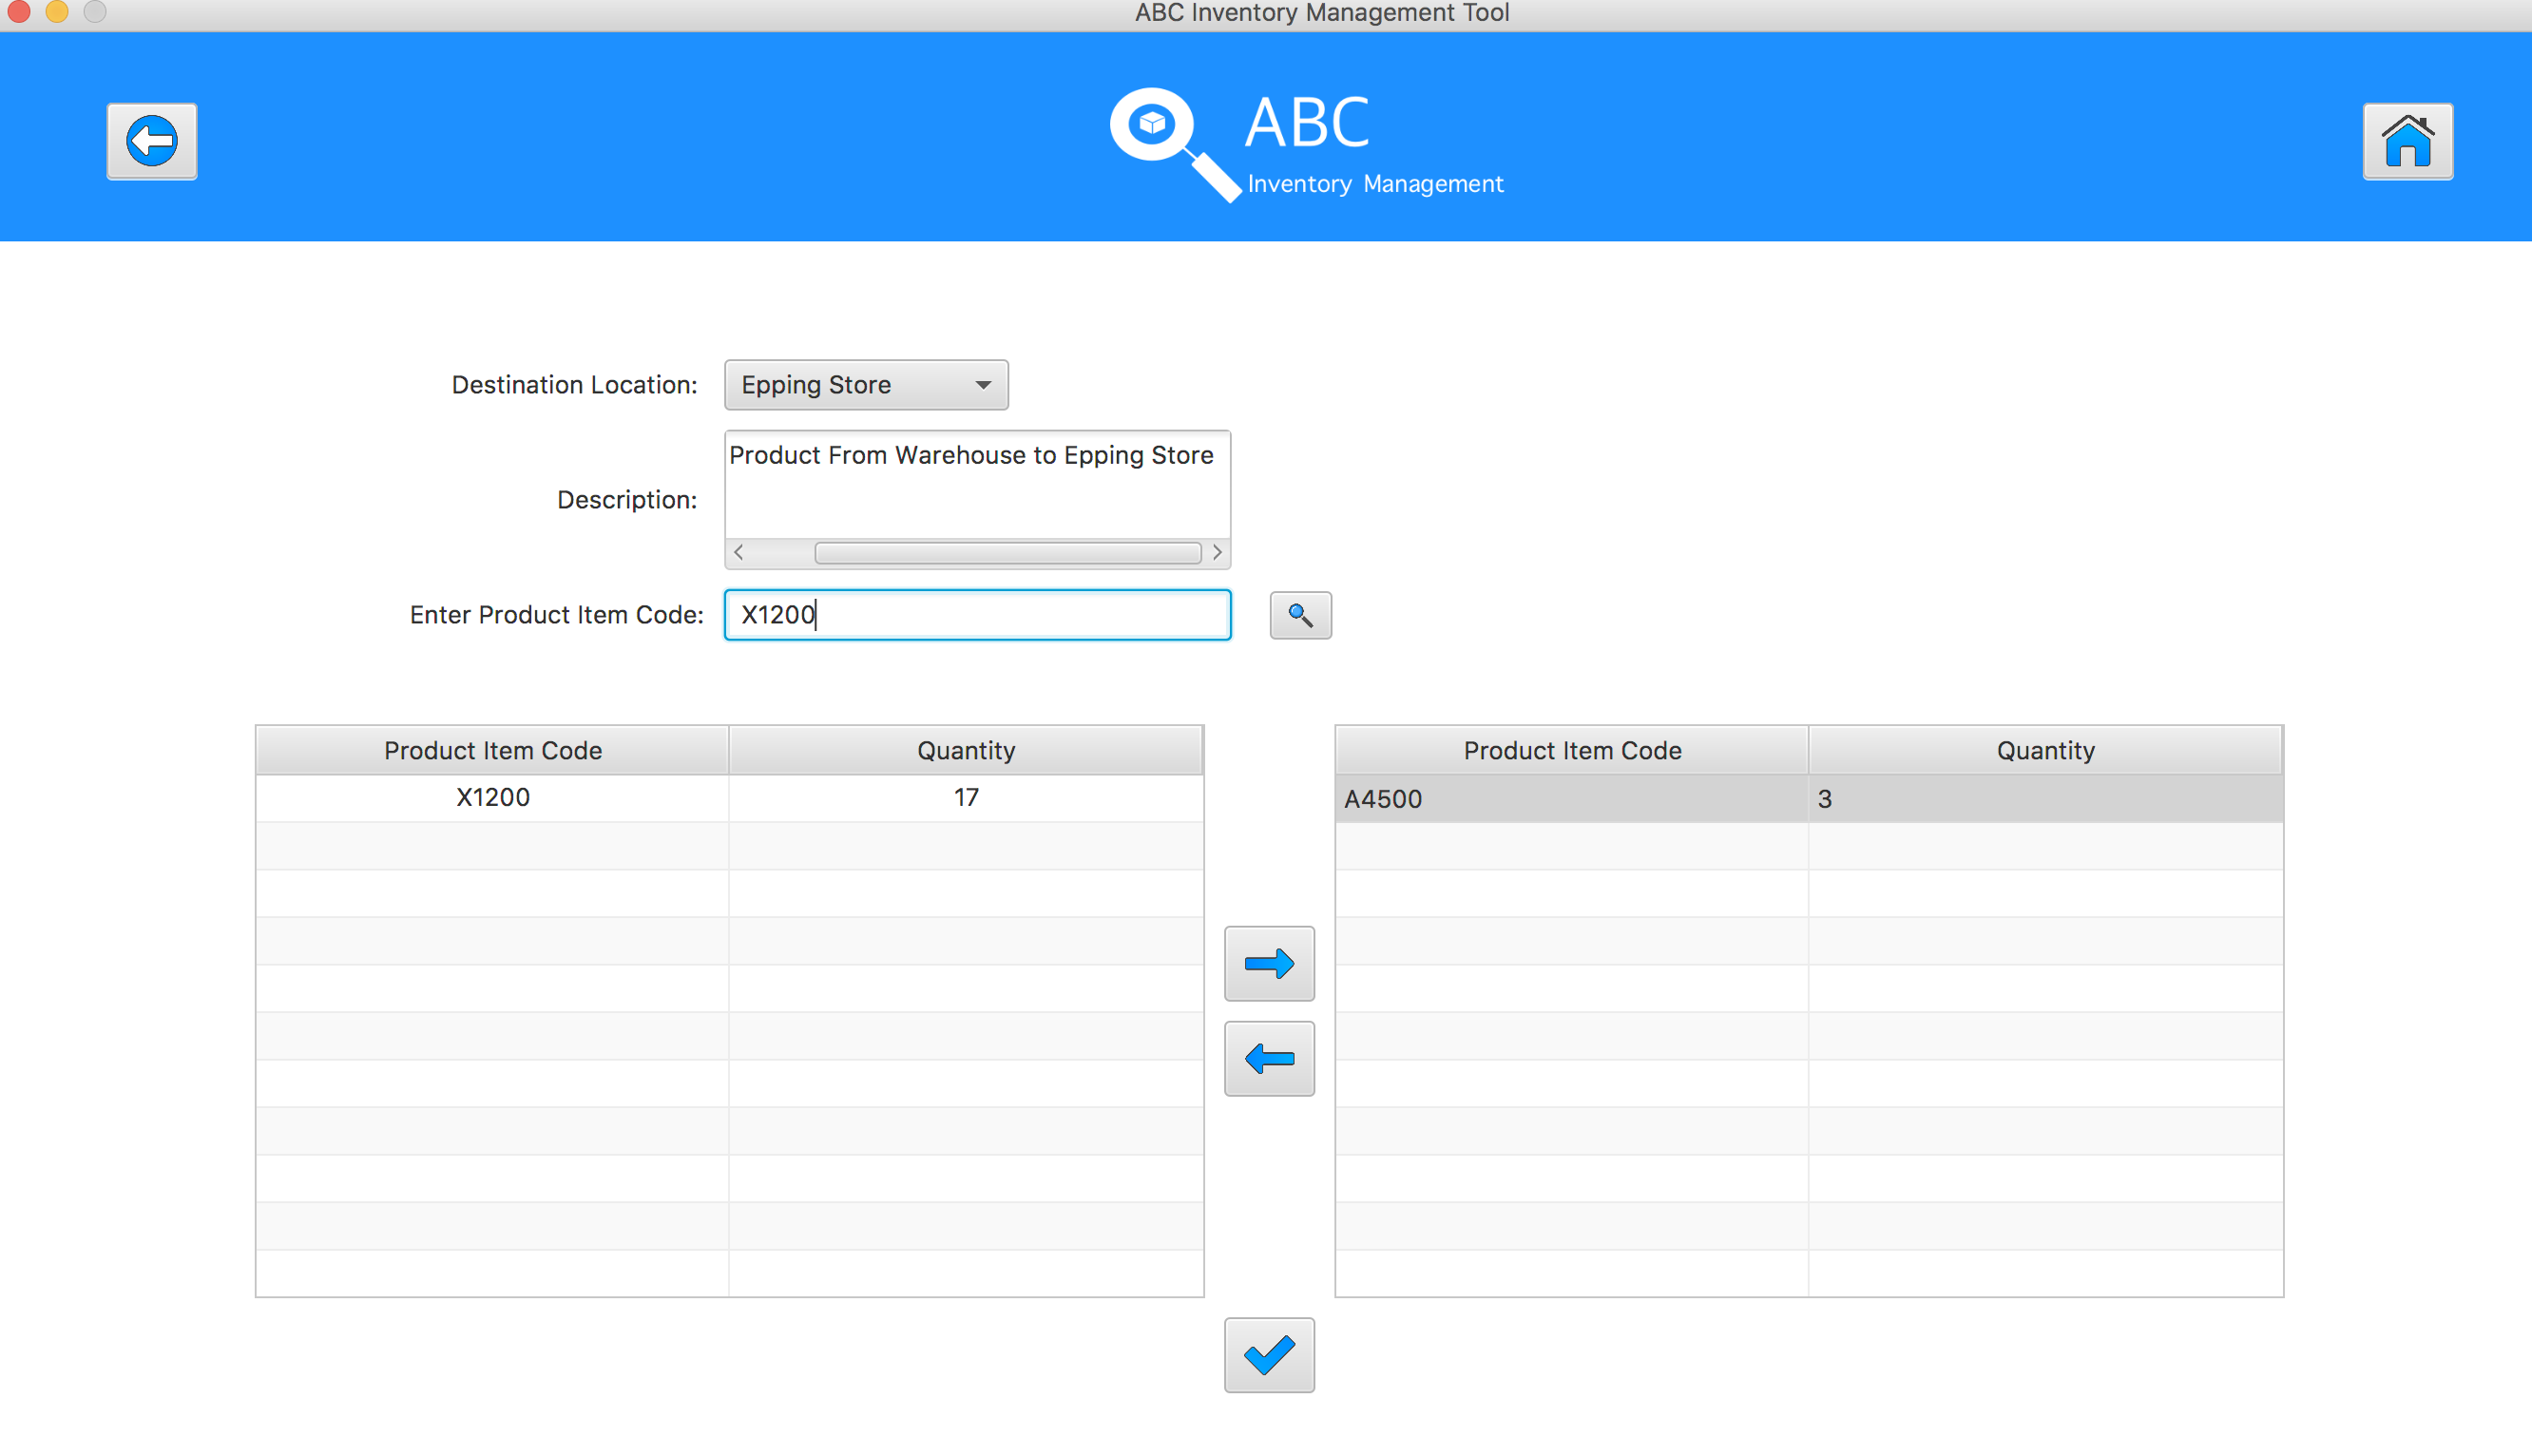 ABC Inventory Management Tool
ABC
Inventory Management
Destination Location: Epping Store
Description: Product From Warehouse to Epping Store
Enter Product Item Code: X1200
Product Item Code Quantity Product Item Code Quantity
X1200 17 A4500 3